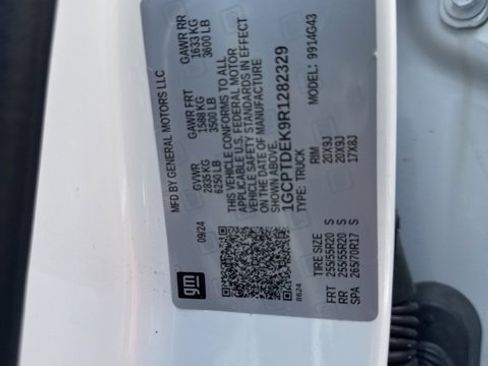 MFD BY GENERAL MOTORS LLC
09/24 GVWR GAWR FRT GAWR RR
2835 KG 1588 KG 1633 KG
6250 LB 3500 LB 3600 LB
THIS VEHICLE CONFORMS TO ALL
APPLICABLE U.S. FEDERAL MOTOR
VEHICLE SAFETY STANDARDS IN EFFECT
ON THE DATE OF MANUFACTURE
SHOWN ABOVE.
1GCPTDEK9R1282329
TYPE: TRUCK MODEL: 9914G43
gm
R624
TIRE SIZE RIM
FRT 255/55R20 S 20X9J
RR 255/55R20 S 20X9J
SPA 265/70R17 S 17X8J